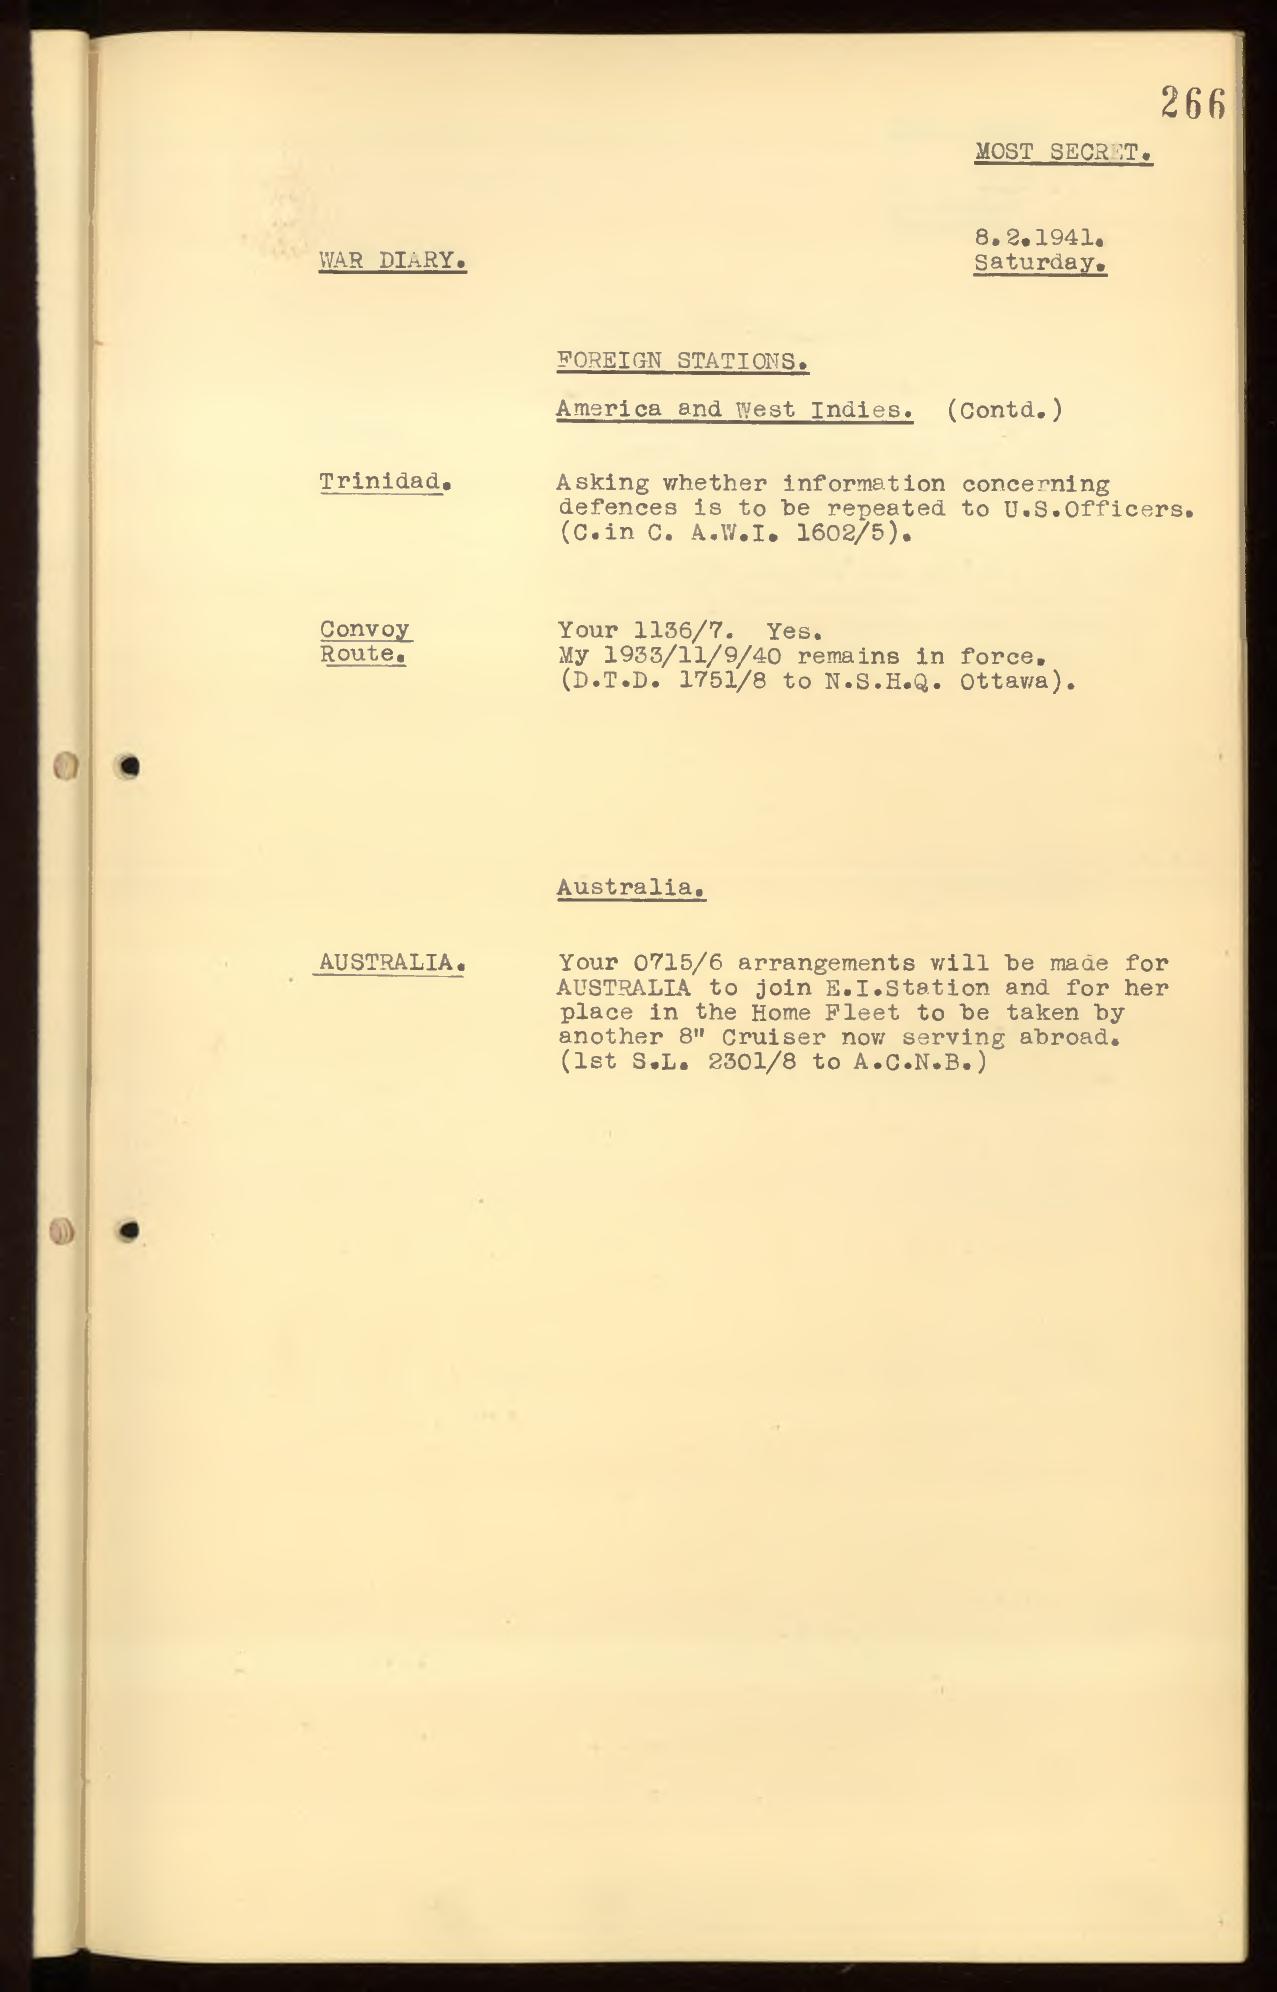 266
MOST SECRET.
8.2.1941.
WAR DIARY.
Saturday.
FOREIGN STATIONS.
America and West Indies. (Contd.)
Trinidad. Asking whether information concerning
defences is to be repeated to U.S.Officers.
(C.in C. A.W.I. 1602/5).
Convoy Your 1136/7. Yes.
Route. My 1933/11/9/40 remains in force.
(D.T.D. 1751/8 to N.S.H.Q. Ottawa).
Australia.
AUSTRALIA. Your 0715/6 arrangements will be made for
AUSTRALIA to join E.I.Station and for her
place in the Home Fleet to be taken by
another 8" Cruiser now serving abroad.
(1st S.L. 2301/8 to A.C.N.B.)